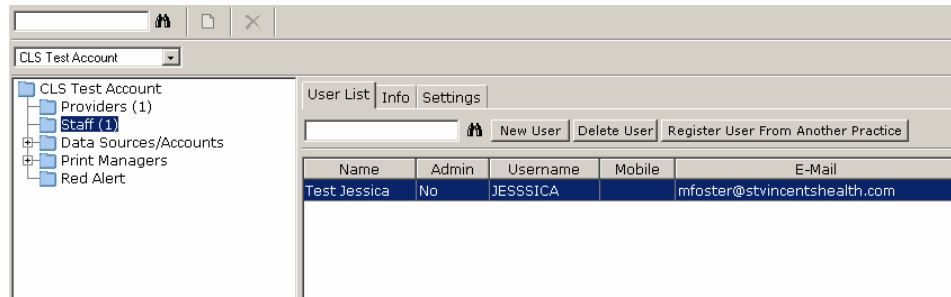 CLS Test Account
CLS Test Account
Providers (1)
Staff (1)
Data Sources/Accounts
Print Managers
Red Alert
User List Info Settings
New User Delete User Register User From Another Practice
Name Admin Username Mobile E-Mail
Test Jessica No JESSSICA mfoster@stvincentshealth.com